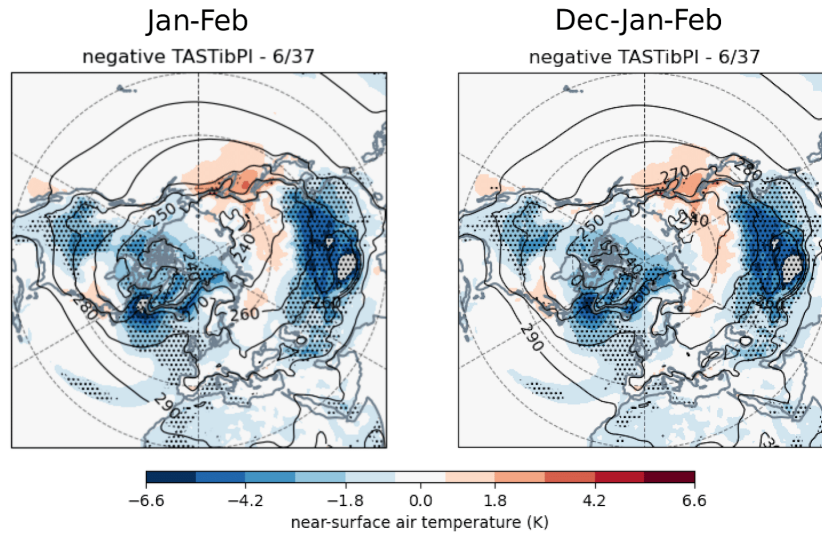 Jan-Feb
Dec-Jan-Feb
negative TASTibPI - 6/37
negative TASTibPI - 6/37
250
240
240
280
260
290
270
280
250
240
240
290
−6.6 −4.2 −1.8 0.0 1.8 4.2 6.6
near-surface air temperature (K)